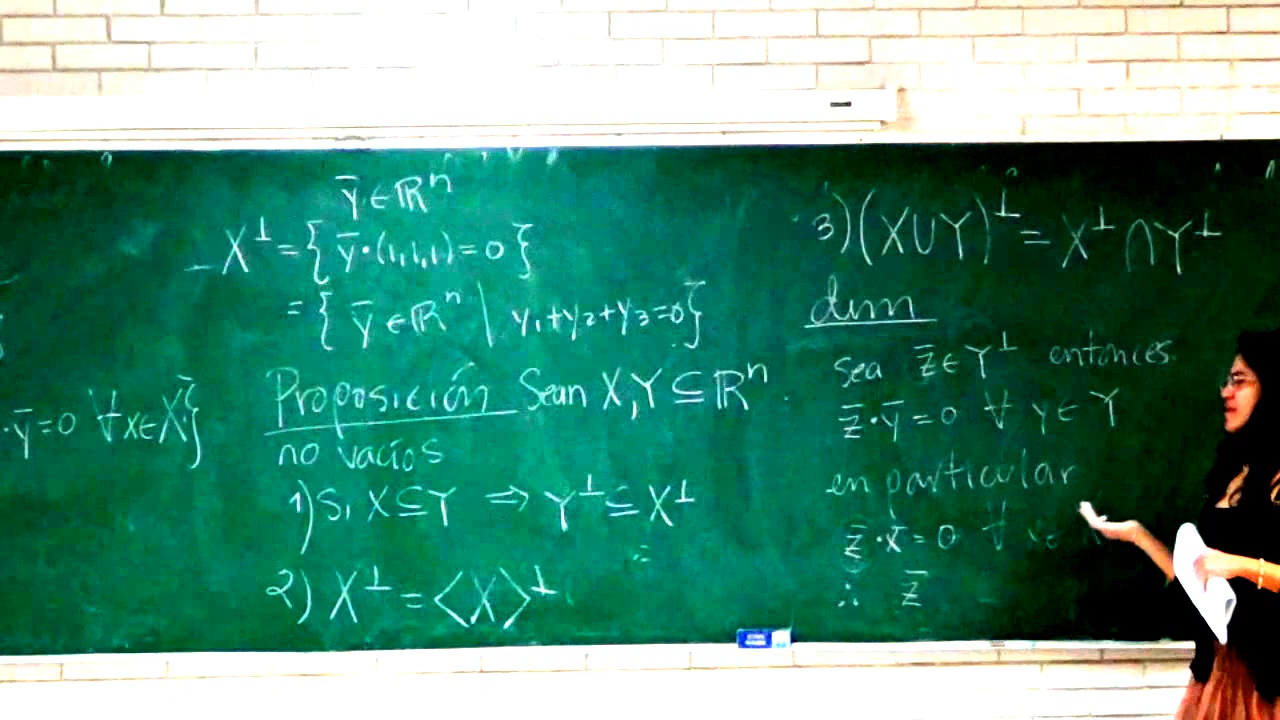 ·ȳ=0 ∀x∈X}
ȳ∈ℝⁿ
X^⊥={ȳ·(1,1,1)=0}
={ȳ∈ℝⁿ | y₁+y₂+y₃=0}
Proposición Sean X,Y⊆ℝⁿ
no vacíos
1) Si X⊆Y ⇒ Y^⊥⊆X^⊥
2) X^⊥=⟨X⟩^⊥
3) (X∪Y)^⊥=X^⊥∩Y^⊥
dem
Sea z̄∈Y^⊥ entonces
z̄·ȳ=0 ∀ y∈Y
en particular
z̄·x̄=0 ∀ x∈X
∴ z̄